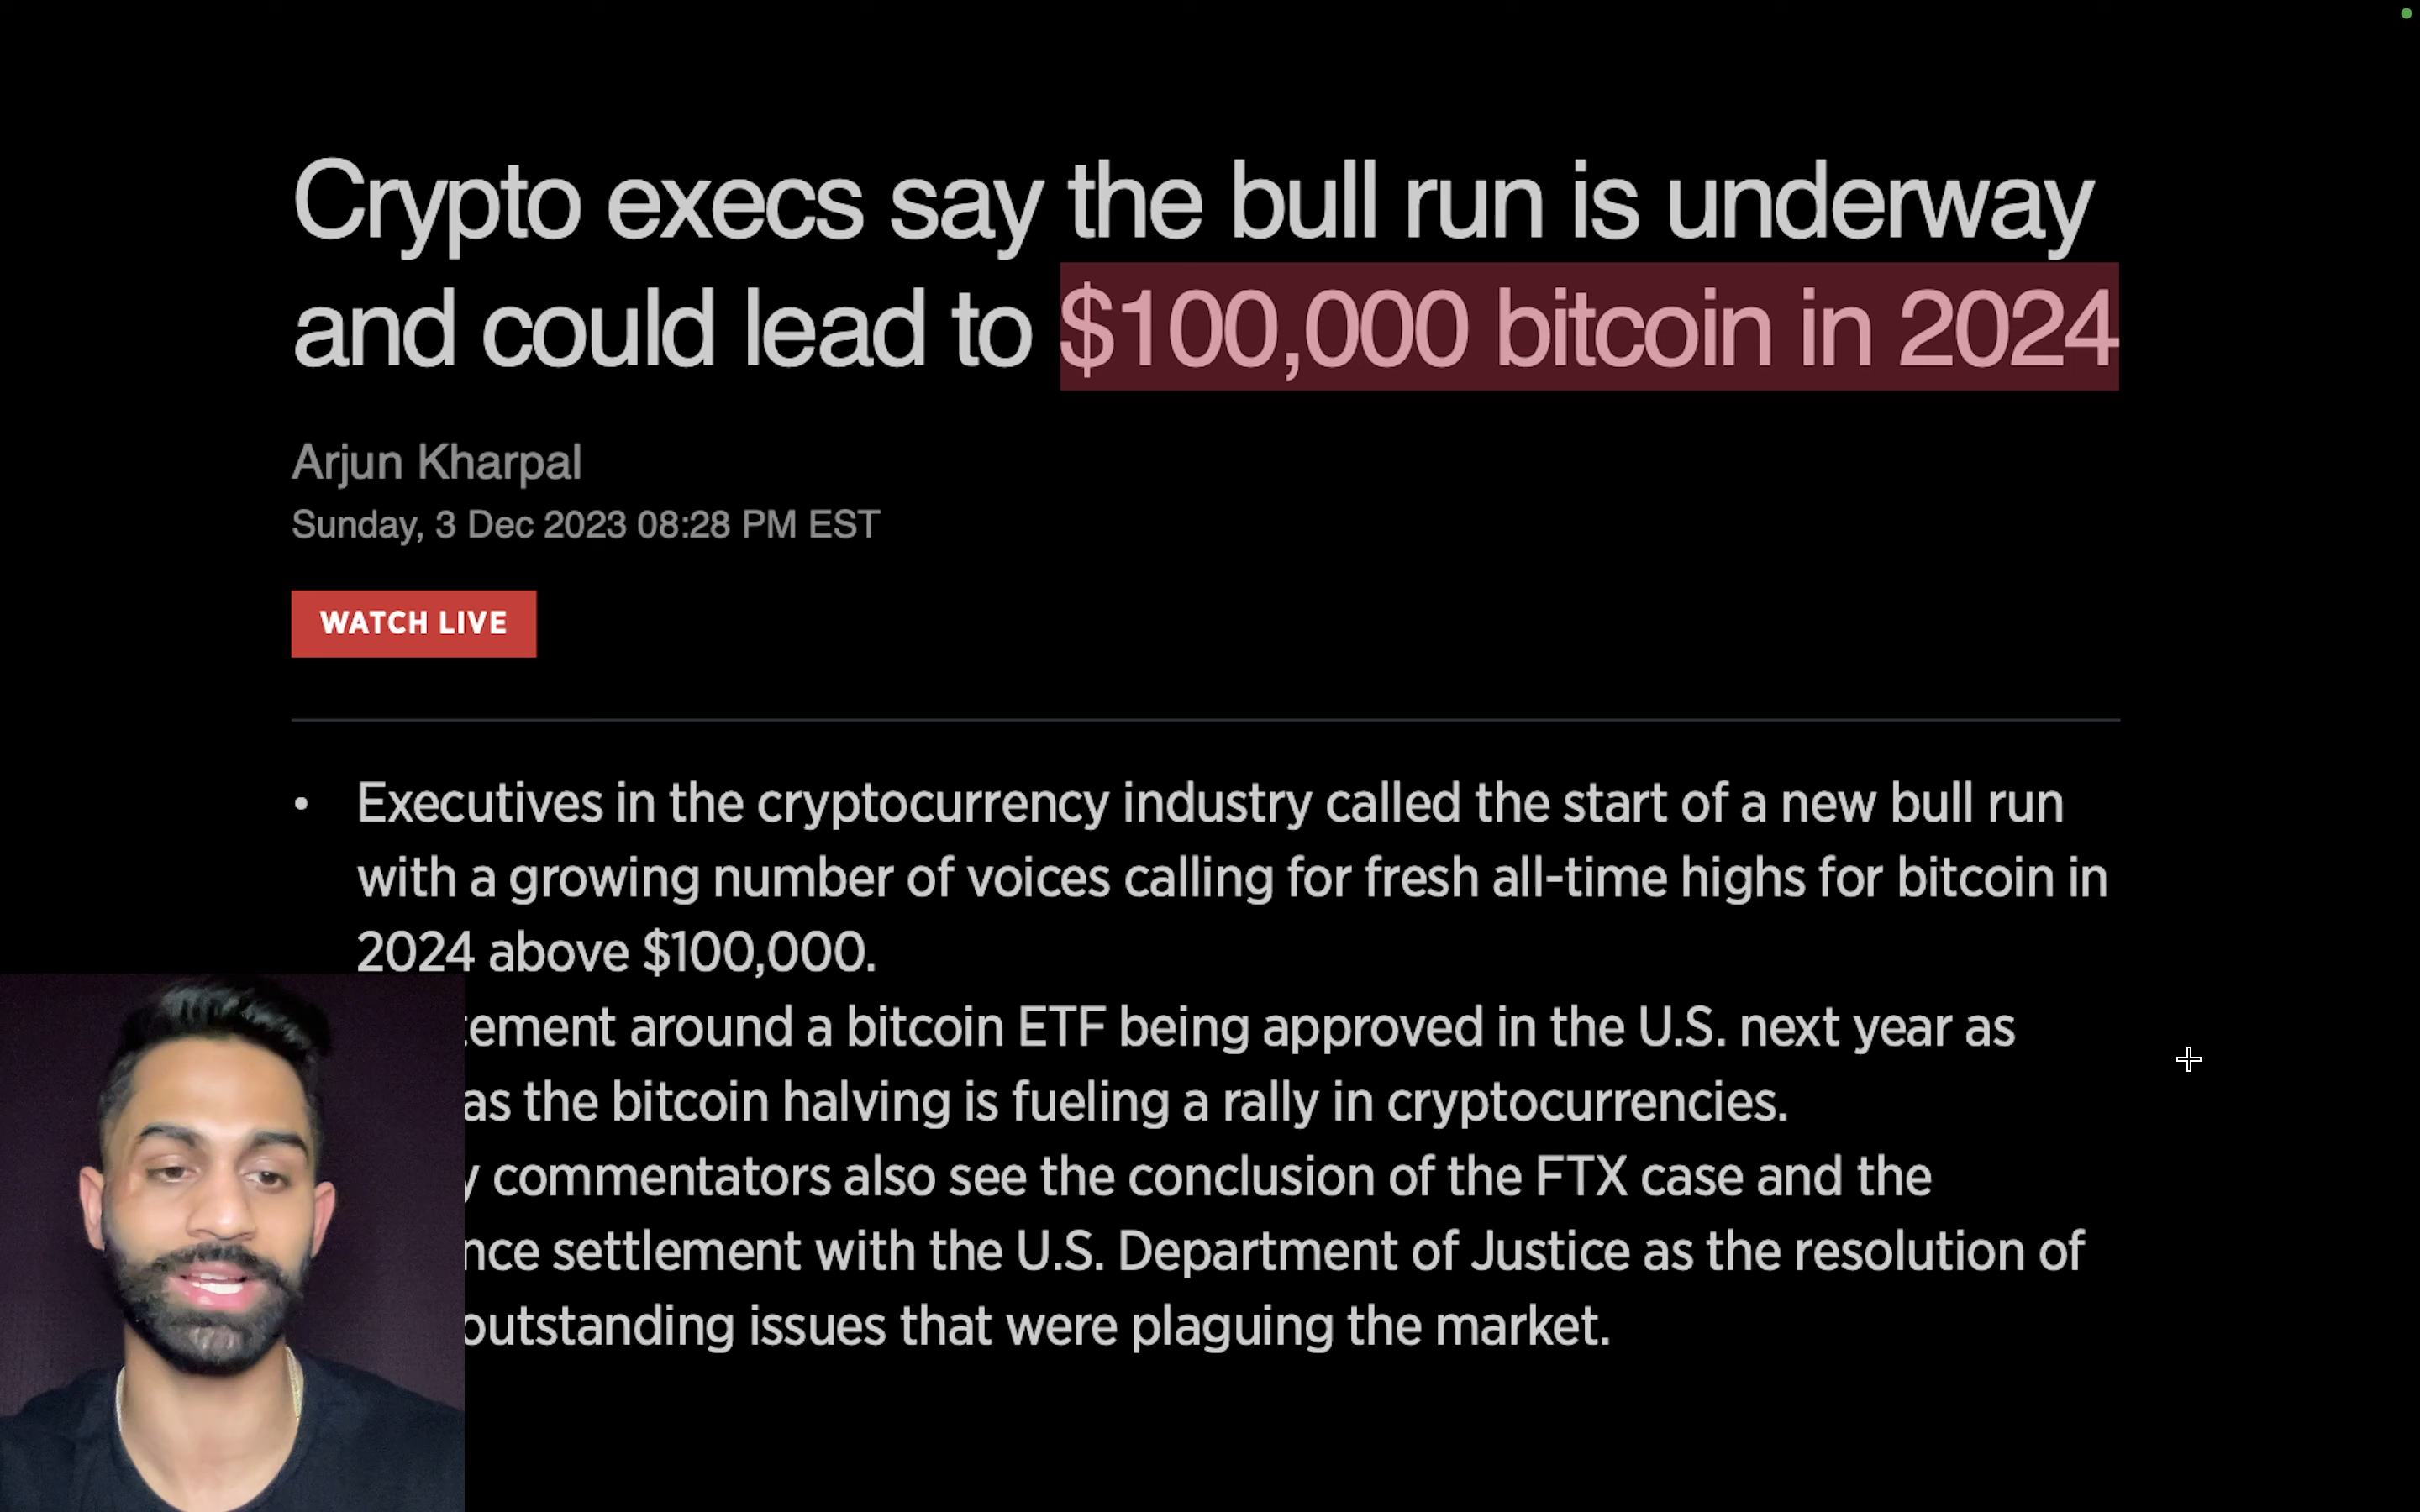 Crypto execs say the bull run is underway
and could lead to $100,000 bitcoin in 2024
Arjun Kharpal
Sunday, 3 Dec 2023 08:28 PM EST
WATCH LIVE
• Executives in the cryptocurrency industry called the start of a new bull run
with a growing number of voices calling for fresh all-time highs for bitcoin in
2024 above $100,000.
tement around a bitcoin ETF being approved in the U.S. next year as
as the bitcoin halving is fueling a rally in cryptocurrencies.
y commentators also see the conclusion of the FTX case and the
nce settlement with the U.S. Department of Justice as the resolution of
outstanding issues that were plaguing the market.